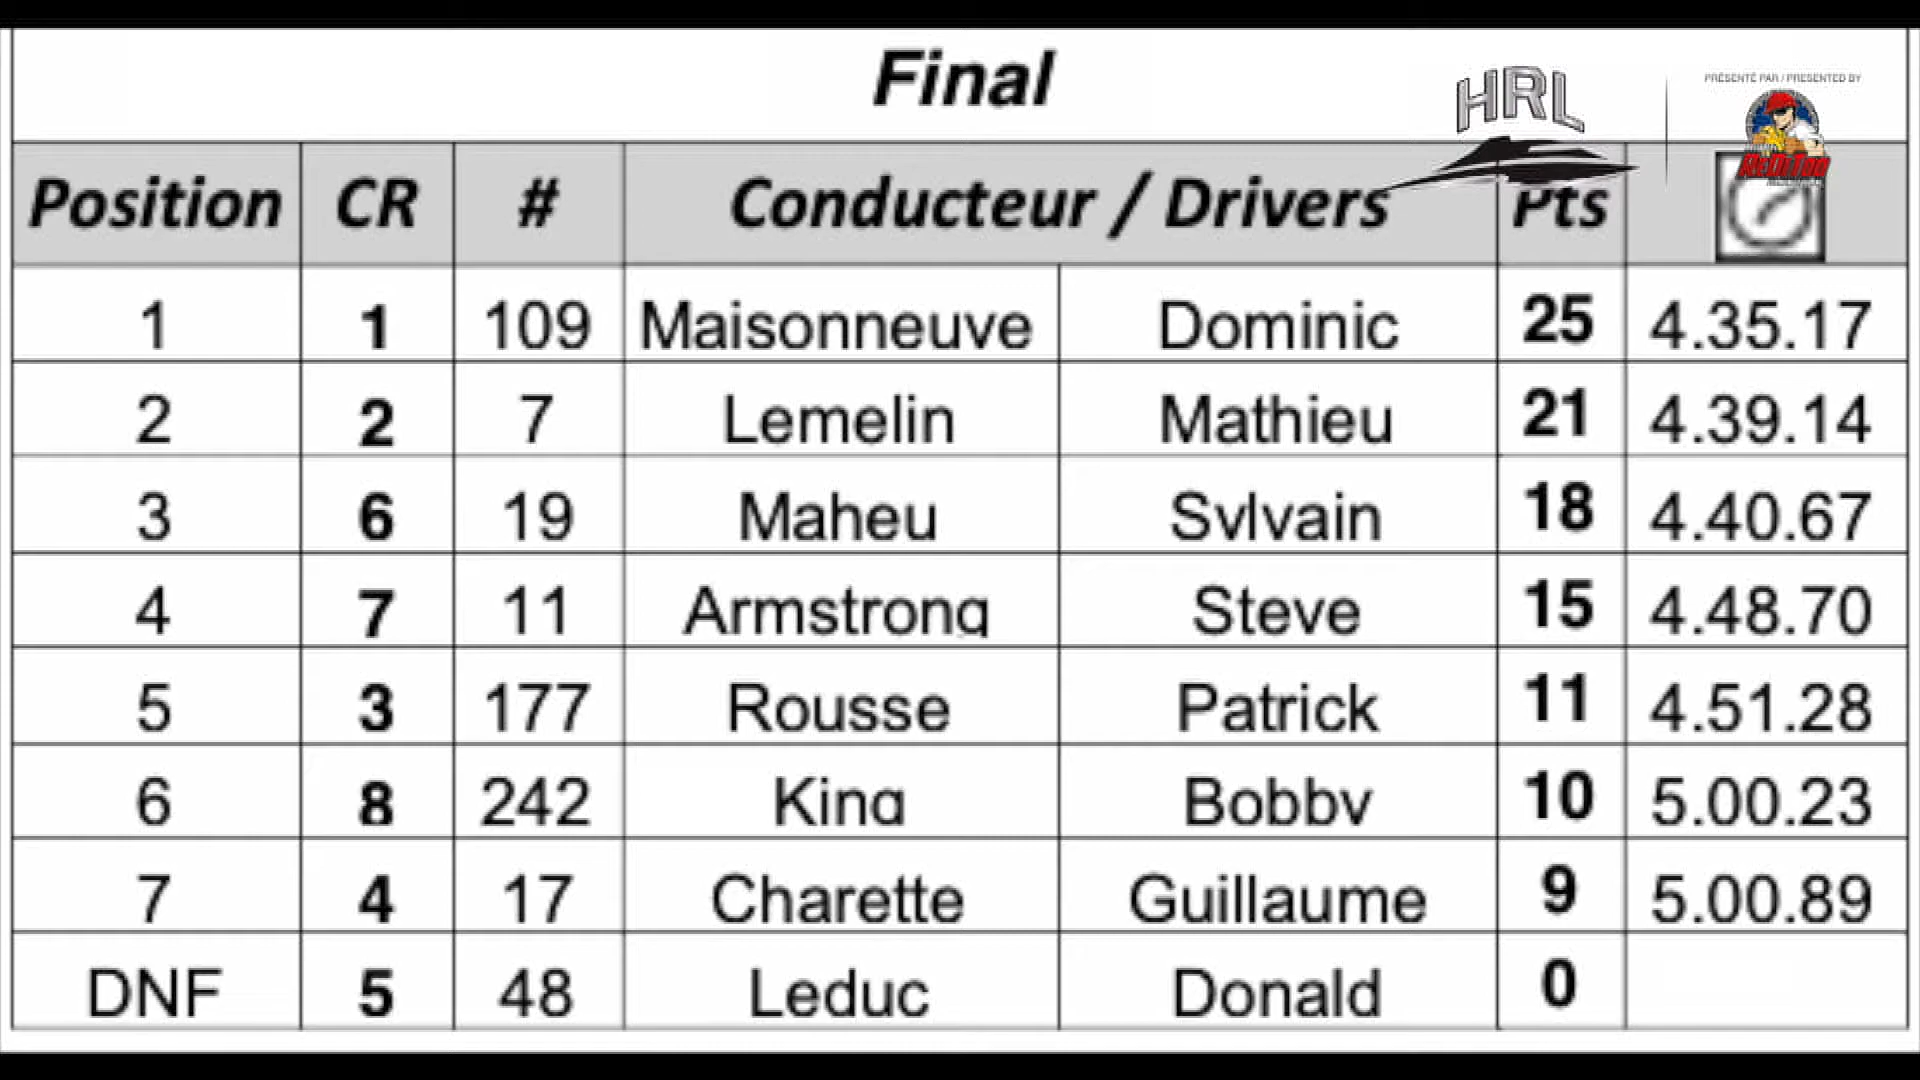 Final
HRL
PRÉSENTÉ PAR / PRESENTED BY
Position CR # Conducteur / Drivers Pts
1 1 109 Maisonneuve Dominic 25 4.35.17
2 2 7 Lemelin Mathieu 21 4.39.14
3 6 19 Maheu Sylvain 18 4.40.67
4 7 11 Armstrong Steve 15 4.48.70
5 3 177 Rousse Patrick 11 4.51.28
6 8 242 King Bobby 10 5.00.23
7 4 17 Charette Guillaume 9 5.00.89
DNF 5 48 Leduc Donald 0